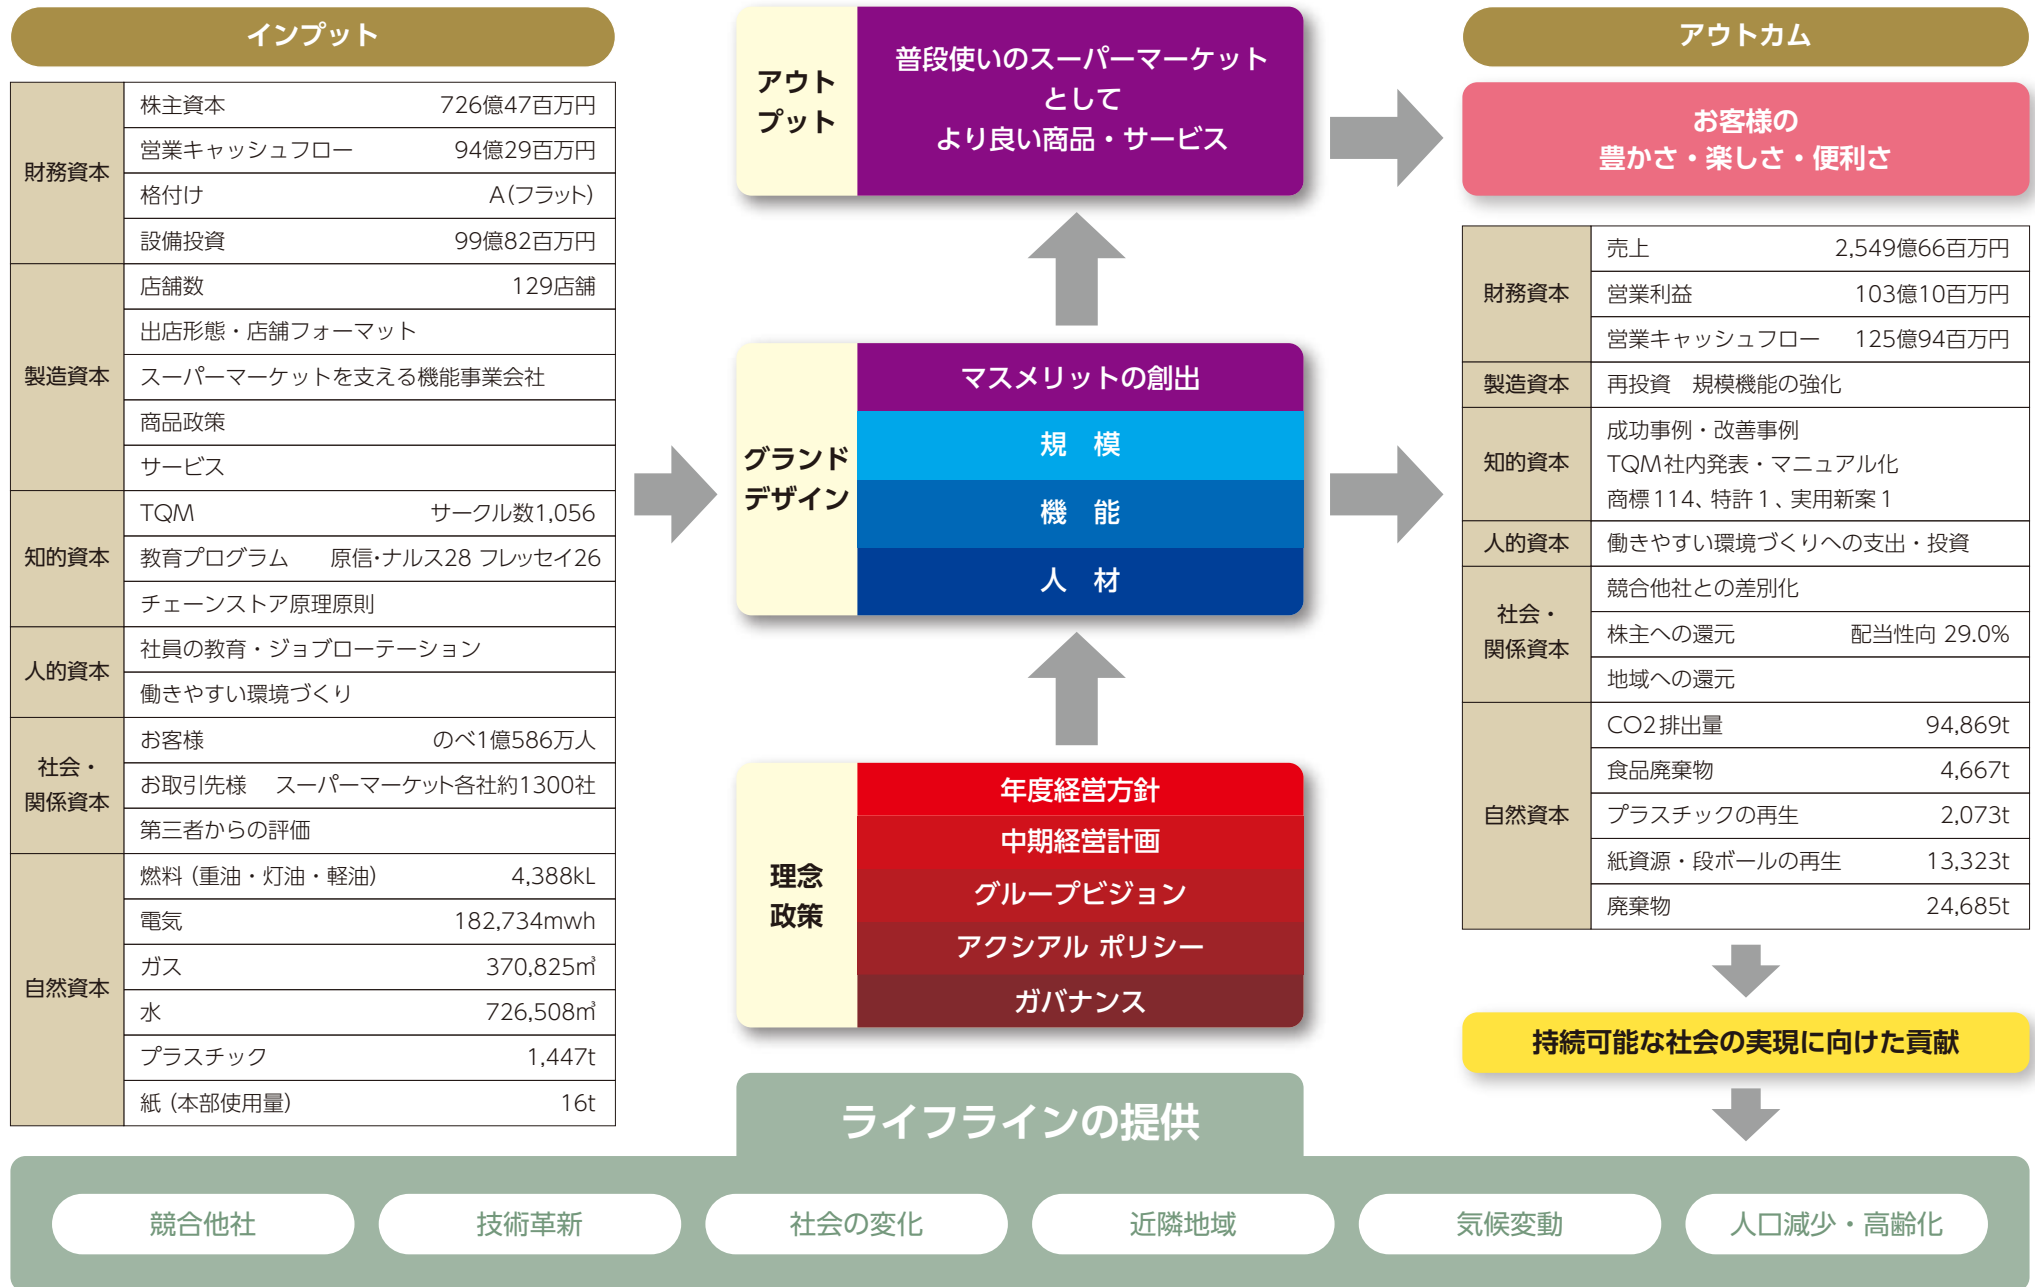 インプット
財務資本
株主資本 726億47百万円
営業キャッシュフロー 94億29百万円
格付け A(フラット)
設備投資 99億82百万円
製造資本
店舗数 129店舗
出店形態・店舗フォーマット
スーパーマーケットを支える機能事業会社
商品政策
サービス
知的資本
TQM サークル数1,056
教育プログラム 原信・ナルス28 フレッセイ26
チェーンストア原理原則
人的資本
社員の教育・ジョブローテーション
働きやすい環境づくり
社会・
関係資本
お客様 のべ1億586万人
お取引先様 スーパーマーケット各社約1300社
第三者からの評価
自然資本
燃料(重油・灯油・軽油) 4,388kL
電気 182,734mwh
ガス 370,825㎥
水 726,508㎥
プラスチック 1,447t
紙(本部使用量) 16t
アウト
プット
普段使いのスーパーマーケット
として
より良い商品・サービス
グランド
デザイン
マスメリットの創出
規 模
機 能
人 材
理念
政策
年度経営方針
中期経営計画
グループビジョン
アクシアル ポリシー
ガバナンス
アウトカム
お客様の
豊かさ・楽しさ・便利さ
財務資本
売上 2,549億66百万円
営業利益 103億10百万円
営業キャッシュフロー 125億94百万円
製造資本
再投資 規模機能の強化
知的資本
成功事例・改善事例
TQM社内発表・マニュアル化
商標114、特許1、実用新案1
人的資本
働きやすい環境づくりへの支出・投資
社会・
関係資本
競合他社との差別化
株主への還元 配当性向 29.0%
地域への還元
自然資本
CO2排出量 94,869t
食品廃棄物 4,667t
プラスチックの再生 2,073t
紙資源・段ボールの再生 13,323t
廃棄物 24,685t
持続可能な社会の実現に向けた貢献
ライフラインの提供
競合他社
技術革新
社会の変化
近隣地域
気候変動
人口減少・高齢化